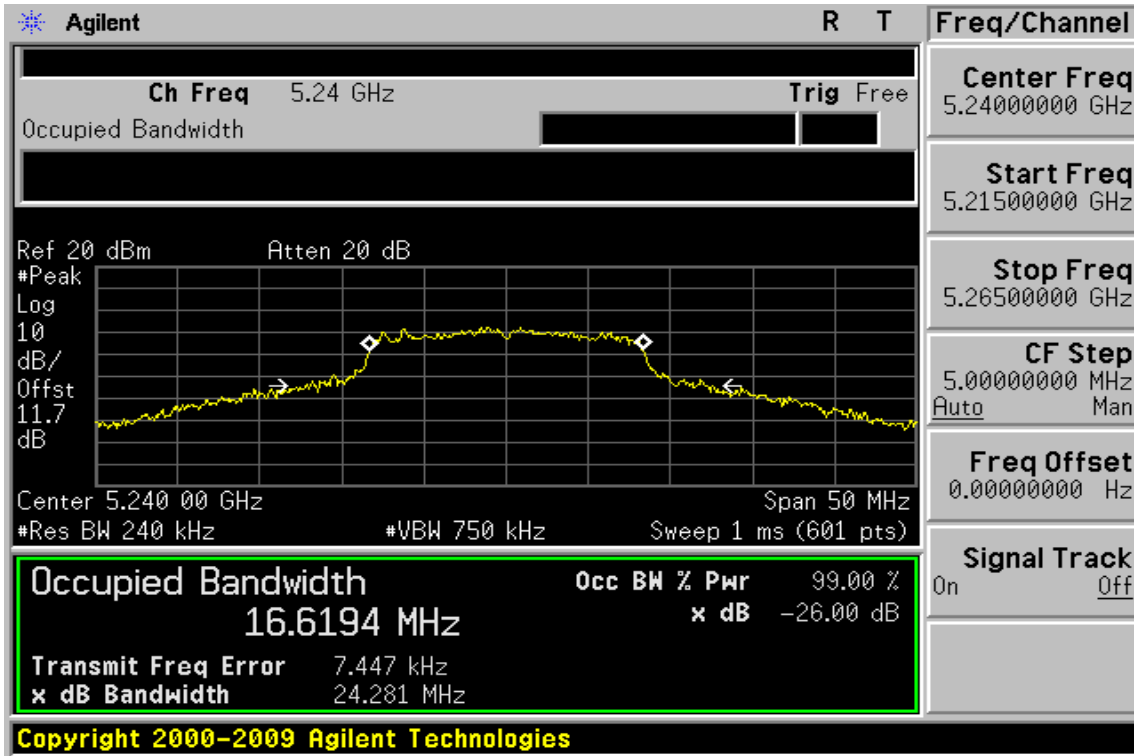 Agilent R T
Freq/Channel
Ch Freq 5.24 GHz Trig Free
Occupied Bandwidth
Center Freq
5.24000000 GHz
Start Freq
5.21500000 GHz
Stop Freq
5.26500000 GHz
CF Step
5.00000000 MHz
Auto Man
Freq Offset
0.00000000 Hz
Signal Track
On Off
Ref 20 dBm Atten 20 dB
#Peak
Log
10
dB/
Offst
11.7
dB
Center 5.240 00 GHz Span 50 MHz
#Res BW 240 kHz #VBW 750 kHz Sweep 1 ms (601 pts)
Occupied Bandwidth Occ BW % Pwr 99.00 %
16.6194 MHz x dB -26.00 dB
Transmit Freq Error 7.447 kHz
x dB Bandwidth 24.281 MHz
Copyright 2000-2009 Agilent Technologies